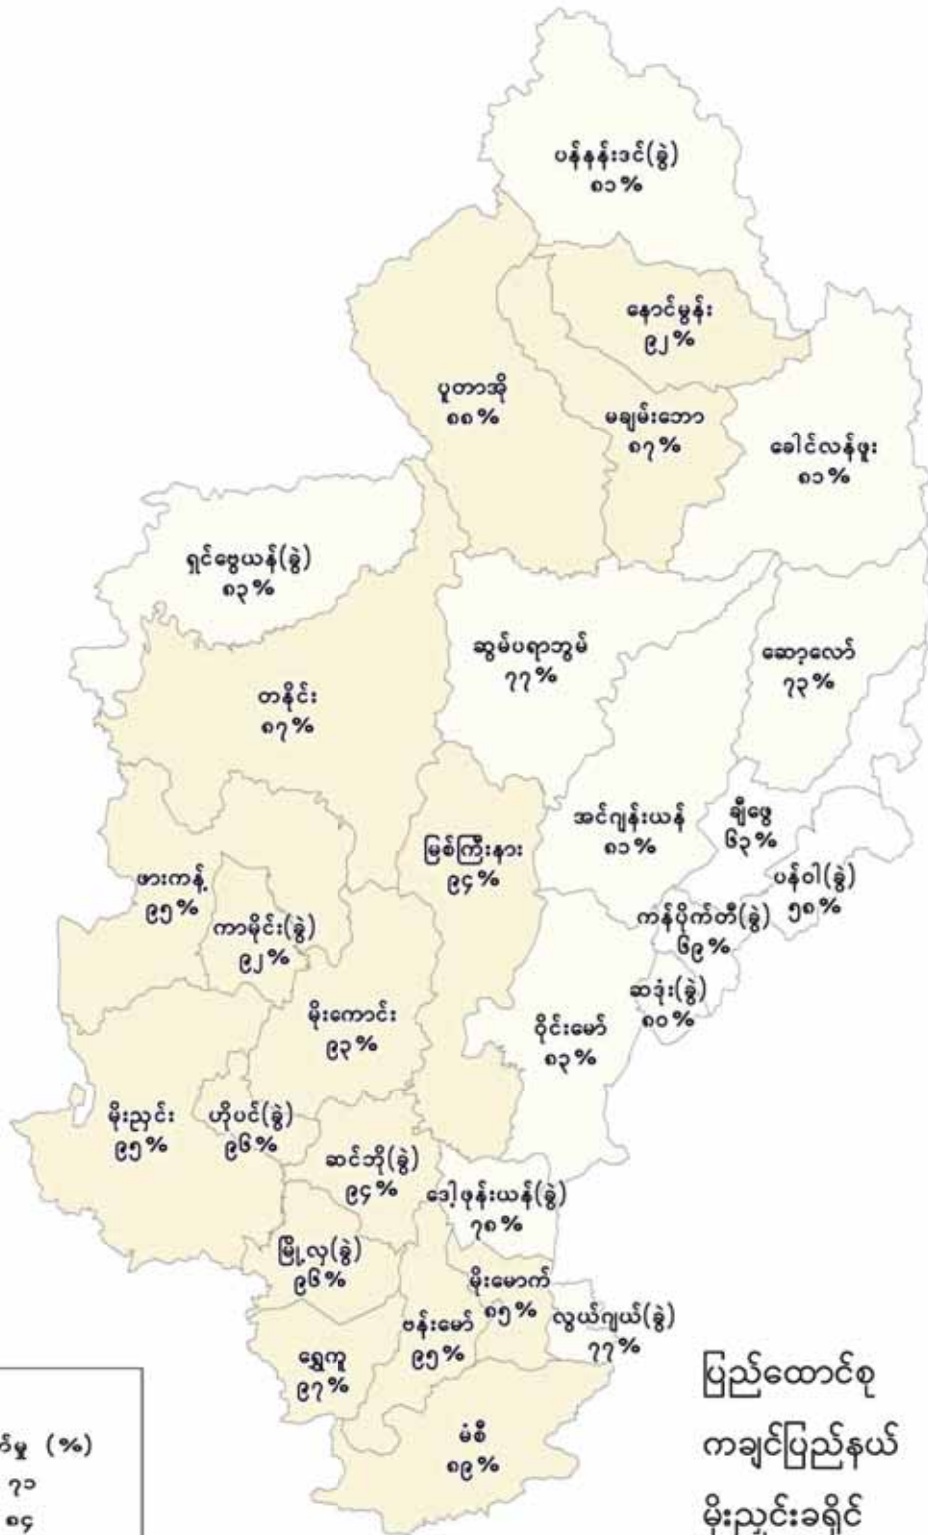 ပန်နန်းဒင်(ခွဲ)
၈၁%
နောင်မွန်း
၉၂%
ပူတာအို
၈၈%
မချမ်းဘော
၈၇%
ခေါင်လန်ဖူး
၈၁%
ရှင်ဗွေယန်(ခွဲ)
၈၃%
ဆွမ်ပရာဘွမ်
၇၇%
ဆော့လော်
၇၃%
တနိုင်း
၈၇%
အင်ဂျန်းယန်
၈၁%
ချီဖွေ
၆၃%
မြစ်ကြီးနား
၉၄%
ပန်ဝါ(ခွဲ)
၅၈%
ဖားကန့်
၉၅%
ကာမိုင်း(ခွဲ)
၉၂%
ကန်ပိုက်တီ(ခွဲ)
၆၉%
ဆဒုံး(ခွဲ)
၈၀%
မိုးကောင်း
၉၃%
ဝိုင်းမော်
၈၃%
မိုးညှင်း
၉၅%
ဟိုပင်(ခွဲ)
၉၆%
ဆင်ဘို(ခွဲ)
၉၄%
ဒေါ့ဖုန်းယန်(ခွဲ)
၇၈%
မြို့လှ(ခွဲ)
၉၆%
မိုးမောက်
၈၅%
လွယ်ဂျယ်(ခွဲ)
၇၇%
ဗန်းမော်
၉၅%
ရွှေကူ
၉၇%
မံစီ
၈၉%
(%)
၇၁
၈၄
ပြည်ထောင်စု
ကချင်ပြည်နယ်
မိုးညှင်းခရိုင်